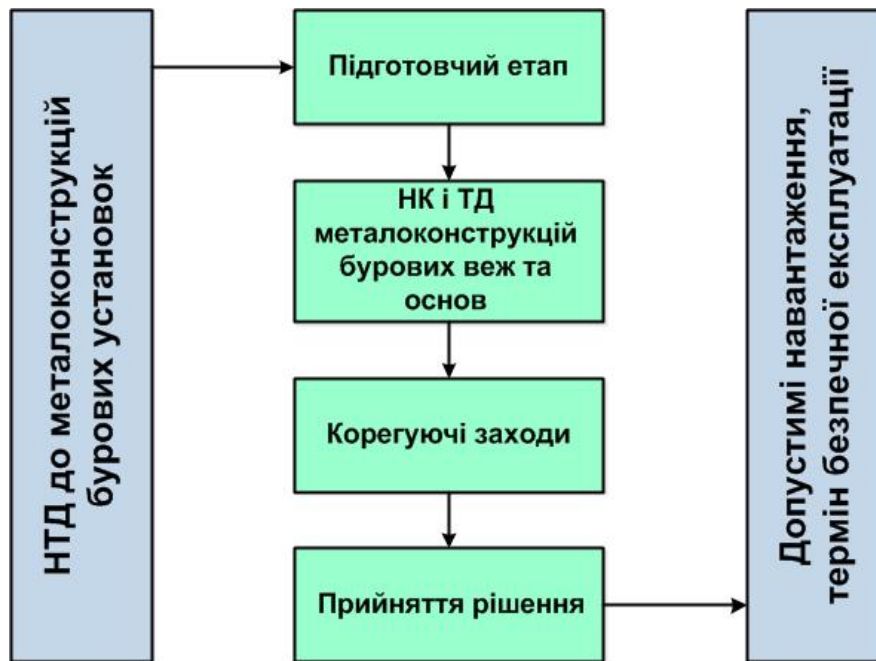 НТД до металоконструкцій
бурових установок
Підготовчий етап
НК і ТД
металоконструкцій
бурових веж та
основ
Корегуючі заходи
Прийняття рішення
Допустимі навантаження,
термін безпечної експлуатації